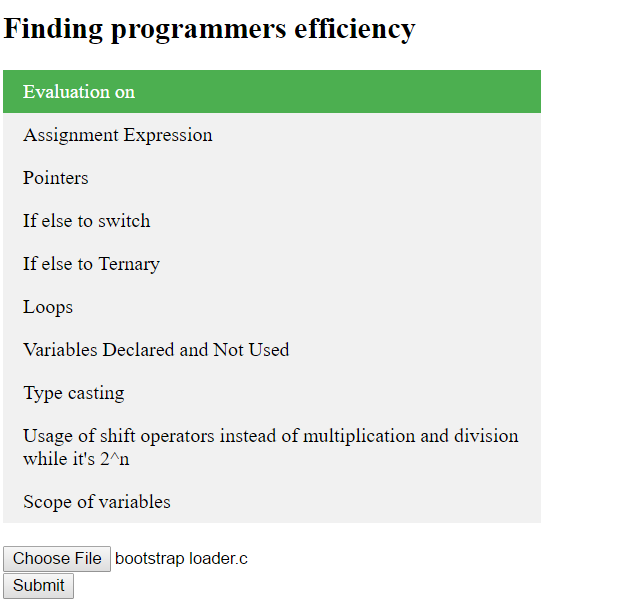 Finding programmers efficiency
Evaluation on
Assignment Expression
Pointers
If else to switch
If else to Ternary
Loops
Variables Declared and Not Used
Type casting
Usage of shift operators instead of multiplication and division
while it's 2^n
Scope of variables
Choose File bootstrap loader.c
Submit